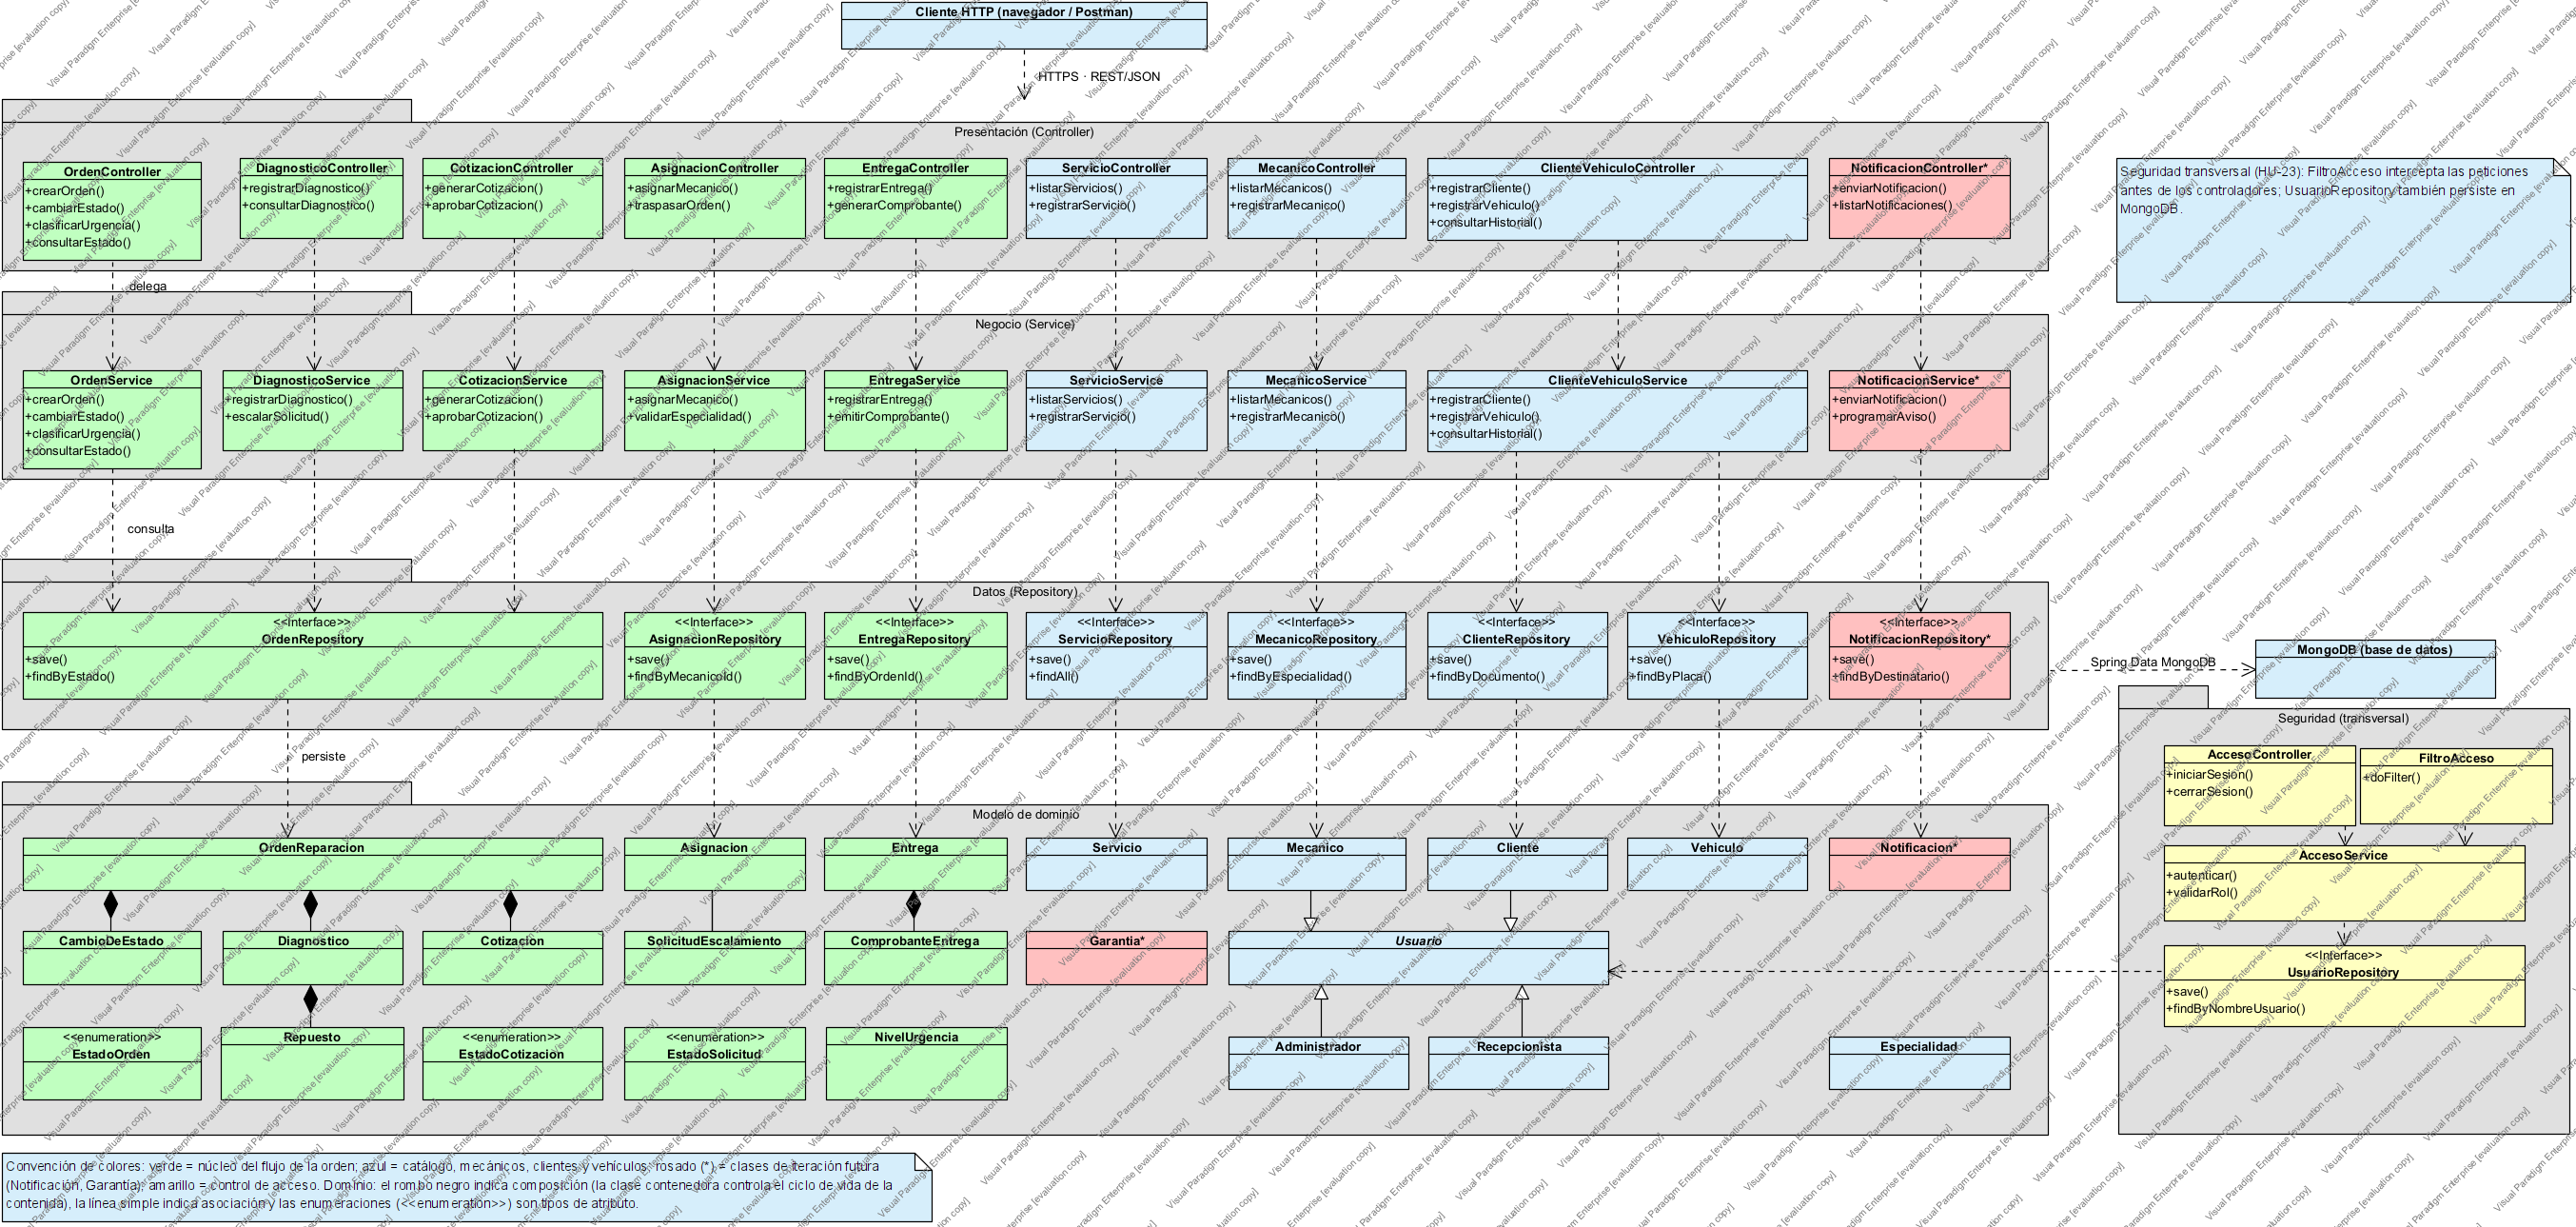 Cliente HTTP (navegador / Postman)
HTTPS · REST/JSON
Presentación (Controller)
OrdenController
+crearOrden()
+cambiarEstado()
+clasificarUrgencia()
+consultarEstado()
DiagnosticoController
+registrarDiagnostico()
+consultarDiagnostico()
CotizacionController
+generarCotizacion()
+aprobarCotizacion()
AsignacionController
+asignarMecanico()
+traspasarOrden()
EntregaController
+registrarEntrega()
+generarComprobante()
ServicioController
+listarServicios()
+registrarServicio()
MecanicoController
+listarMecanicos()
+registrarMecanico()
ClienteVehiculoController
+registrarCliente()
+registrarVehiculo()
+consultarHistorial()
NotificacionController*
+enviarNotificacion()
+listarNotificaciones()
Seguridad transversal (HU-23): FiltroAcceso intercepta las peticiones
antes de los controladores; UsuarioRepository también persiste en
MongoDB.
delega
Negocio (Service)
OrdenService
+crearOrden()
+cambiarEstado()
+clasificarUrgencia()
+consultarEstado()
DiagnosticoService
+registrarDiagnostico()
+escalarSolicitud()
CotizacionService
+generarCotizacion()
+aprobarCotizacion()
AsignacionService
+asignarMecanico()
+validarEspecialidad()
EntregaService
+registrarEntrega()
+emitirComprobante()
ServicioService
+listarServicios()
+registrarServicio()
MecanicoService
+listarMecanicos()
+registrarMecanico()
ClienteVehiculoService
+registrarCliente()
+registrarVehiculo()
+consultarHistorial()
NotificacionService*
+enviarNotificacion()
+programarAviso()
consulta
Datos (Repository)
<<Interface>>
OrdenRepository
+save()
+findByEstado()
<<Interface>>
AsignacionRepository
+save()
+findByMecanicoId()
<<Interface>>
EntregaRepository
+save()
+findByOrdenId()
<<Interface>>
ServicioRepository
+save()
+findAll()
<<Interface>>
MecanicoRepository
+save()
+findByEspecialidad()
<<Interface>>
ClienteRepository
+save()
+findByDocumento()
<<Interface>>
VehiculoRepository
+save()
+findByPlaca()
<<Interface>>
NotificacionRepository*
+save()
+findByDestinatario()
Spring Data MongoDB
MongoDB (base de datos)
persiste
Modelo de dominio
OrdenReparacion
Asignacion
Entrega
Servicio
Mecanico
Cliente
Vehiculo
Notificacion*
CambioDeEstado
Diagnostico
Cotizacion
SolicitudEscalamiento
ComprobanteEntrega
Garantia*
Usuario
<<enumeration>>
EstadoOrden
Repuesto
<<enumeration>>
EstadoCotizacion
<<enumeration>>
EstadoSolicitud
NivelUrgencia
Administrador
Recepcionista
Especialidad
Seguridad (transversal)
AccesoController
+iniciarSesion()
+cerrarSesion()
FiltroAcceso
+doFilter()
AccesoService
+autenticar()
+validarRol()
<<Interface>>
UsuarioRepository
+save()
+findByNombreUsuario()
Convención de colores: verde = núcleo del flujo de la orden; azul = catálogo, mecánicos, clientes y vehículos; rosado (*) = clases de iteración futura
(Notificación, Garantía); amarillo = control de acceso. Dominio: el rombo negro indica composición (la clase contenedora controla el ciclo de vida de la
contenida), la línea simple indica asociación y las enumeraciones (<<enumeration>>) son tipos de atributo.
Visual Paradigm Enterprise [evaluation copy]